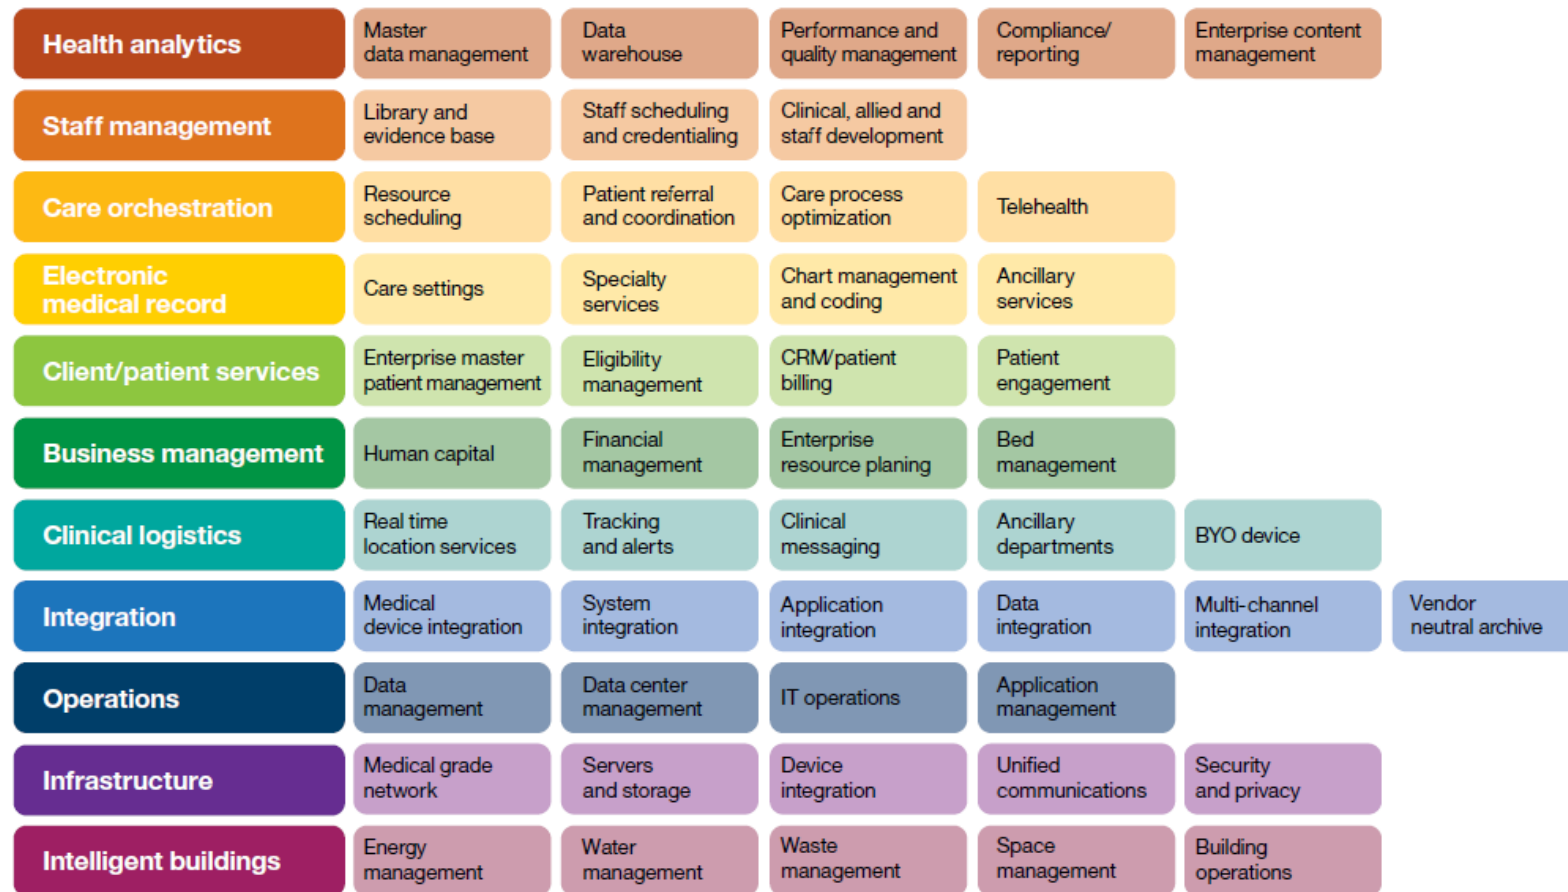 Health analytics
Master
data management
Data
warehouse
Performance and
quality management
Compliance/
reporting
Enterprise content
management
Staff management
Library and
evidence base
Staff scheduling
and credentialing
Clinical, allied and
staff development
Care orchestration
Resource
scheduling
Patient referral
and coordination
Care process
optimization
Telehealth
Electronic
medical record
Care settings
Specialty
services
Chart management
and coding
Ancillary
services
Client/patient services
Enterprise master
patient management
Eligibility
management
CRM/patient
billing
Patient
engagement
Business management
Human capital
Financial
management
Enterprise
resource planing
Bed
management
Clinical logistics
Real time
location services
Tracking
and alerts
Clinical
messaging
Ancillary
departments
BYO device
Integration
Medical
device integration
System
integration
Application
integration
Data
integration
Multi-channel
integration
Vendor
neutral archive
Operations
Data
management
Data center
management
IT operations
Application
management
Infrastructure
Medical grade
network
Servers
and storage
Device
integration
Unified
communications
Security
and privacy
Intelligent buildings
Energy
management
Water
management
Waste
management
Space
management
Building
operations